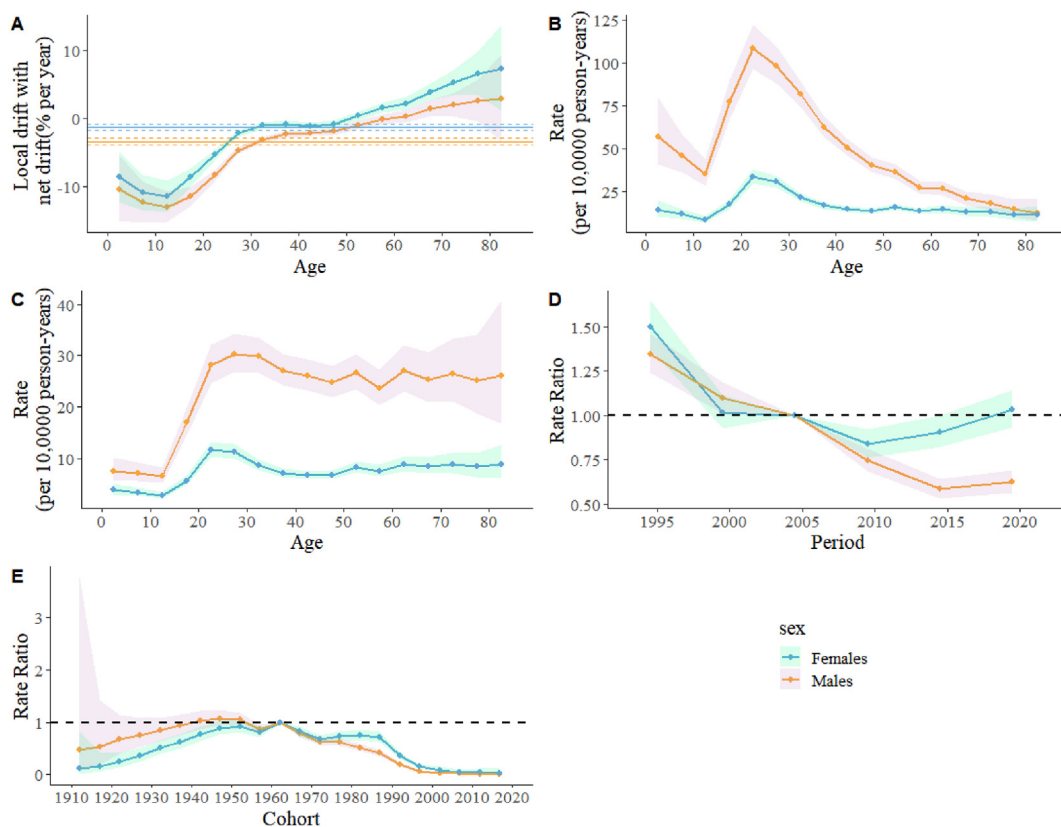 A
Local drift with
net drift(% per year)
10
0
-10
0 10 20 30 40 50 60 70 80
Age
B
Rate
(per 10,0000 person-years)
125
100
75
50
25
0 10 20 30 40 50 60 70 80
Age
C
Rate
(per 10,0000 person-years)
40
30
20
10
0 10 20 30 40 50 60 70 80
Age
D
Rate Ratio
1.50
1.25
1.00
0.75
0.50
1995 2000 2005 2010 2015 2020
Period
E
Rate Ratio
3
2
1
0
1910 1920 1930 1940 1950 1960 1970 1980 1990 2000 2010 2020
Cohort
sex
Females
Males